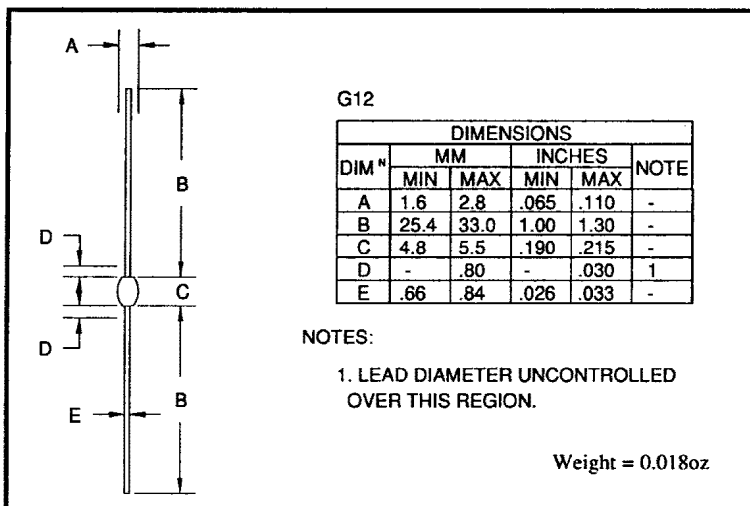 A
B
D
C
D
E
B
G12
DIMENSIONS
DIM N MM INCHES NOTE
MIN MAX MIN MAX
A 1.6 2.8 .065 .110 -
B 25.4 33.0 1.00 1.30 -
C 4.8 5.5 .190 .215 -
D - .80 - .030 1
E .66 .84 .026 .033 -
NOTES:
1. LEAD DIAMETER UNCONTROLLED
OVER THIS REGION.
Weight = 0.018oz